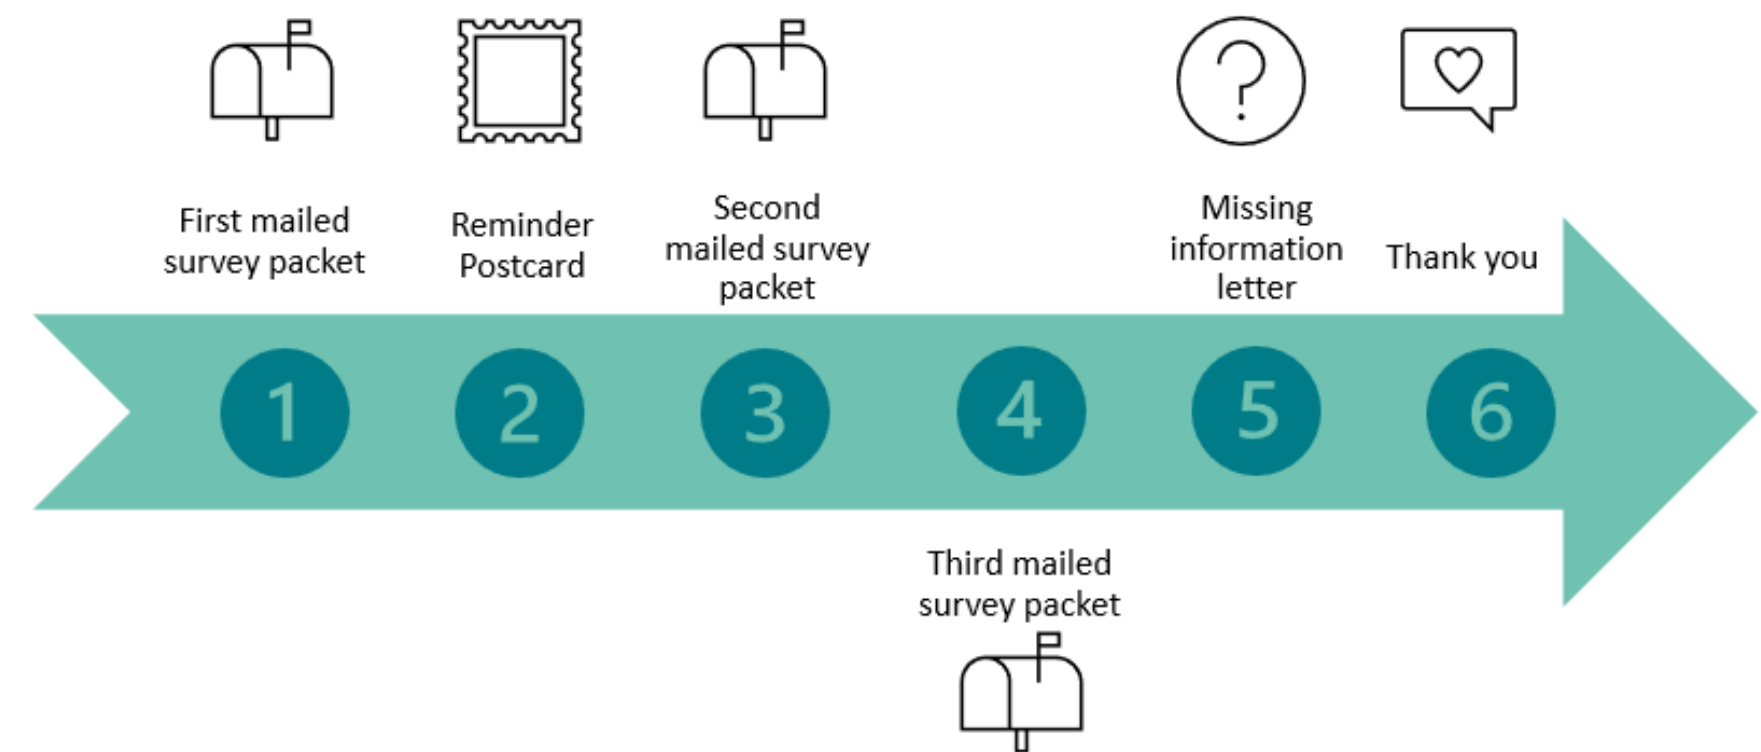 First mailed
survey packet
Reminder
Postcard
Second
mailed survey
packet
Missing
information
letter
Thank you
1
2
3
4
5
6
Third mailed
survey packet